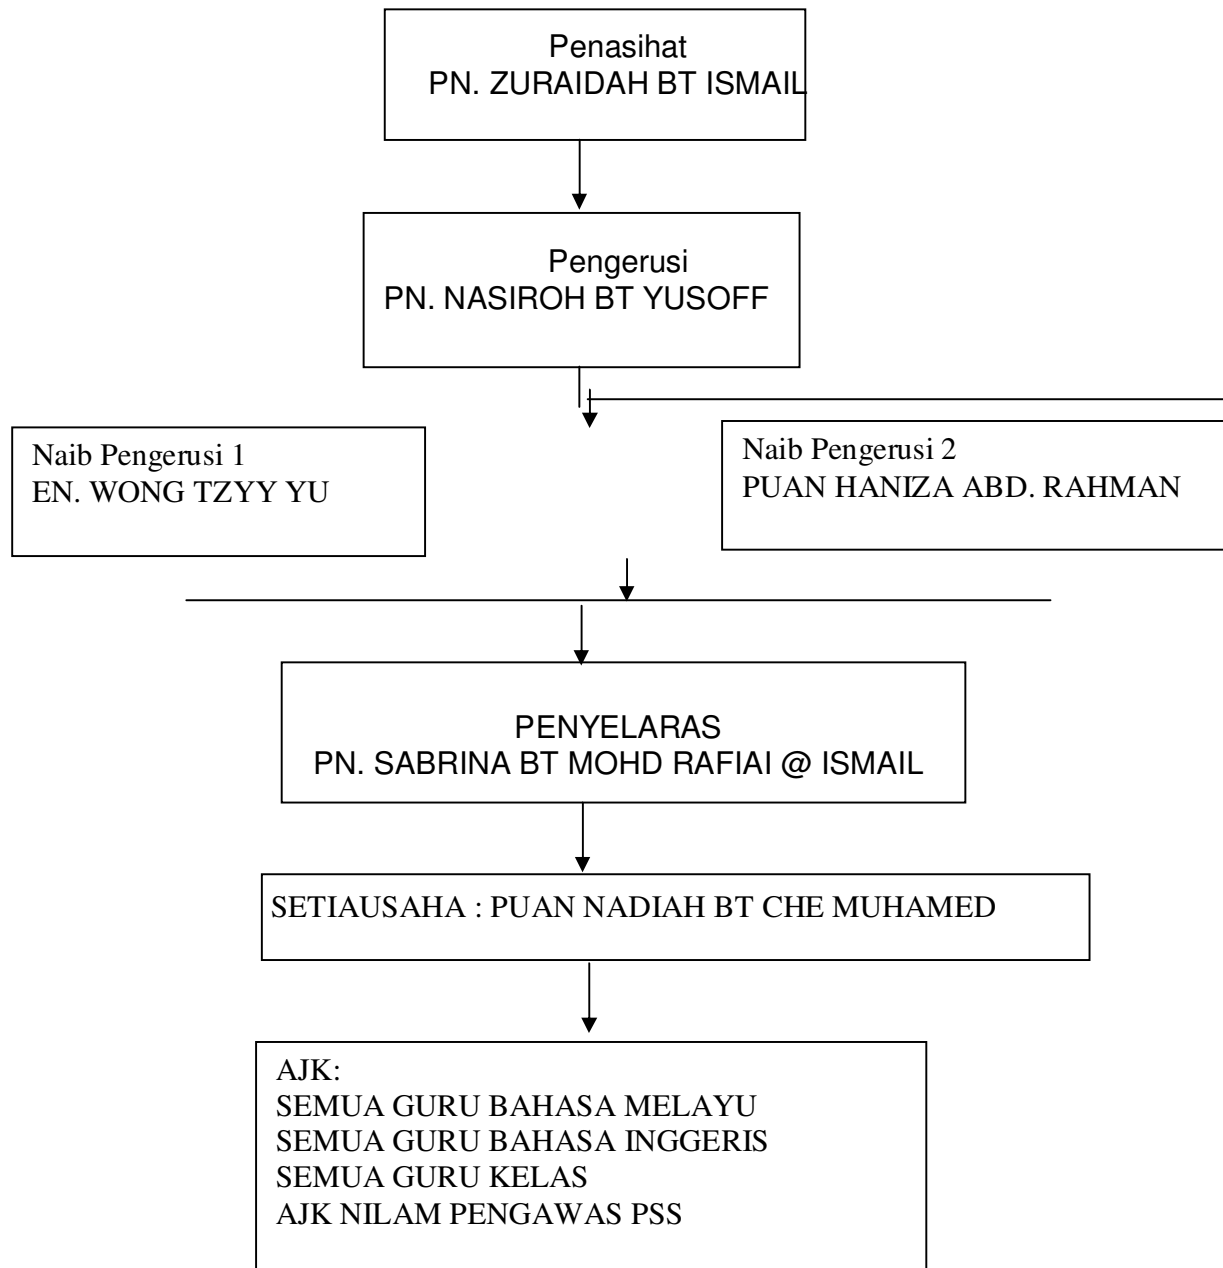 Penasihat
PN. ZURAIDAH BT ISMAIL
Pengerusi
PN. NASIROH BT YUSOFF
Naib Pengerusi 1
EN. WONG TZYY YU
Naib Pengerusi 2
PUAN HANIZA ABD. RAHMAN
PENYELARAS
PN. SABRINA BT MOHD RAFIAI @ ISMAIL
SETIAUSAHA : PUAN NADIAH BT CHE MUHAMED
AJK:
SEMUA GURU BAHASA MELAYU
SEMUA GURU BAHASA INGGERIS
SEMUA GURU KELAS
AJK NILAM PENGAWAS PSS